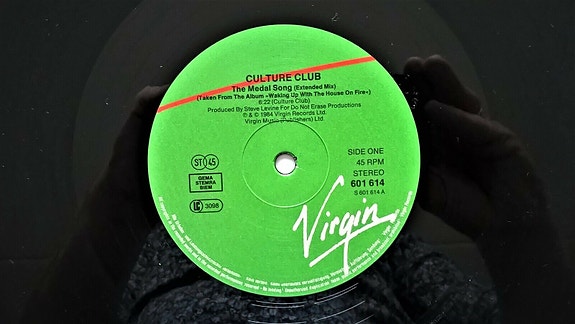 CULTURE CLUB
The Medal Song (Extended Mix)
(Taken From The Album »Waking Up With The House On Fire«)
6:22 (Culture Club)
Produced By Steve Levine For Do Not Erase Productions
℗ & © 1984 Virgin Records Ltd.
Virgin Music (Publishers) Ltd.
ST 45
GEMA
STEMRA
BIEM
LC 3098
SIDE ONE
45 RPM
STEREO
601 614
S 601 614 A
Virgin